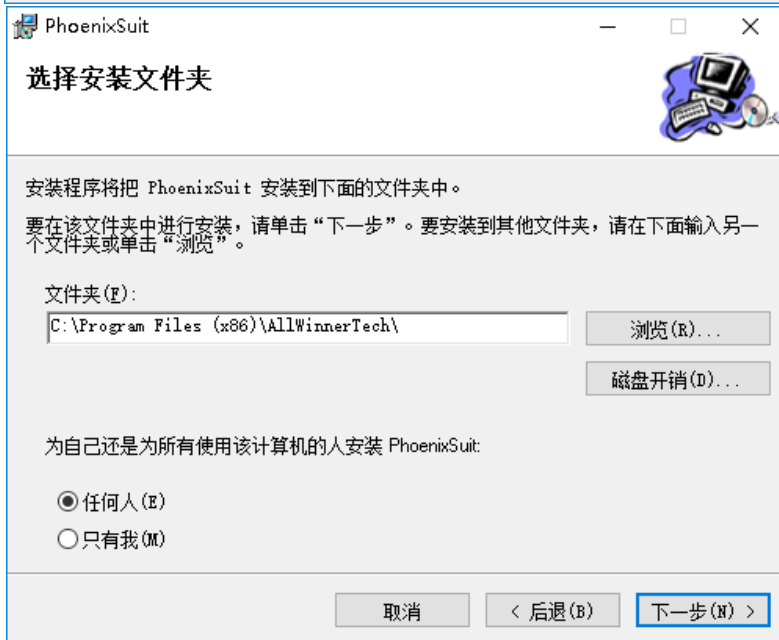 PhoenixSuit
选择安装文件夹
安装程序将把 PhoenixSuit 安装到下面的文件夹中。
要在该文件夹中进行安装，请单击“下一步”。要安装到其他文件夹，请在下面输入另一
个文件夹或单击“浏览”。
文件夹(F):
C:\Program Files (x86)\AllWinnerTech\
浏览(R)...
磁盘开销(D)...
为自己还是为所有使用该计算机的人安装 PhoenixSuit:
任何人(E)
只有我(M)
取消
< 后退(B)
下一步(N) >